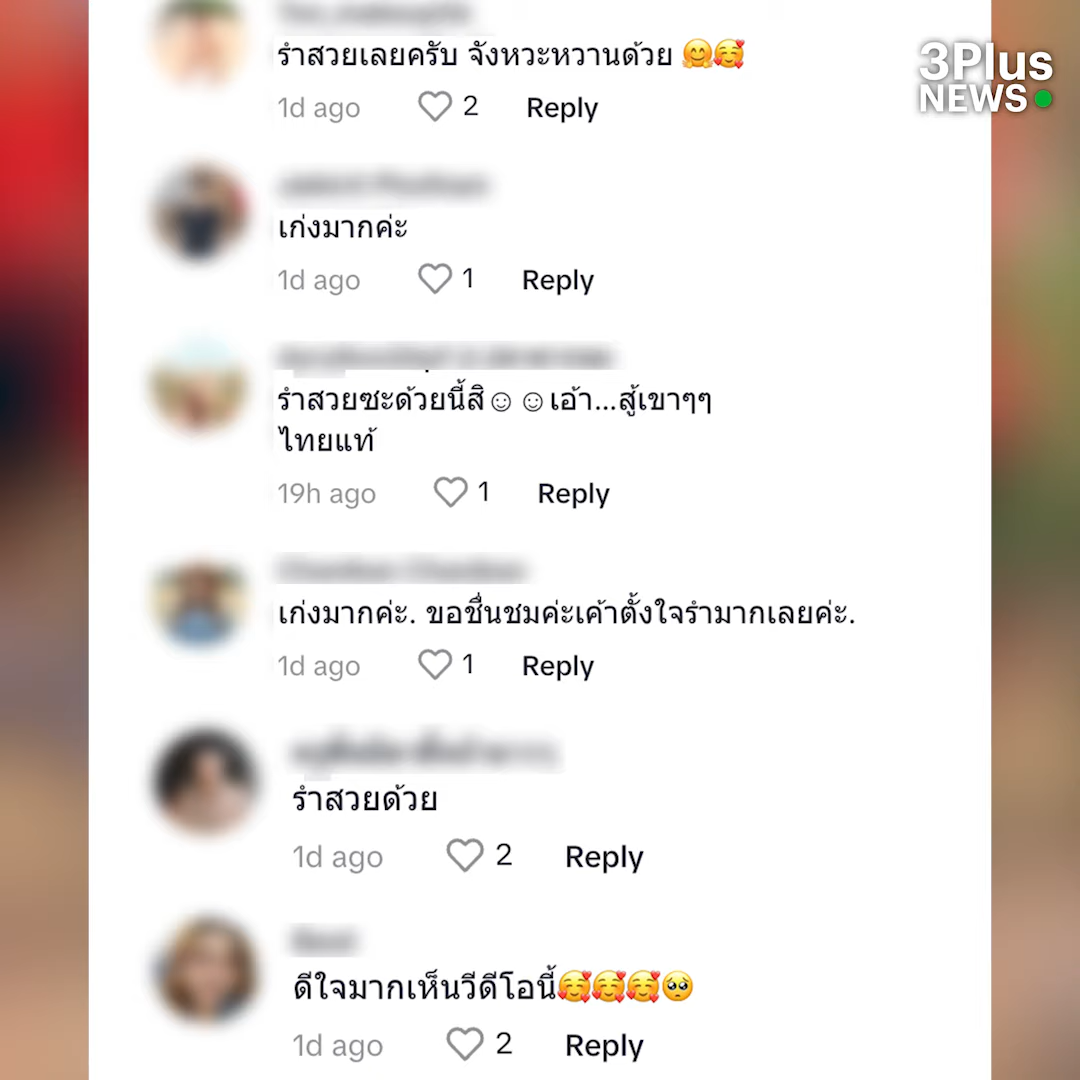 3Plus
NEWS
รำสวยเลยครับ จังหวะหวานด้วย 🤗🥰
1d ago 2 Reply
เก่งมากค่ะ
1d ago 1 Reply
รำสวยซะด้วยนี้สิ☺☺เอ้า...สู้เขาๆๆ
ไทยแท้
19h ago 1 Reply
เก่งมากค่ะ. ขอชื่นชมค่ะเค้าตั้งใจรำมากเลยค่ะ.
1d ago 1 Reply
รำสวยด้วย
1d ago 2 Reply
ดีใจมากเห็นวีดีโอนี้🥰🥰🥰🥺
1d ago 2 Reply